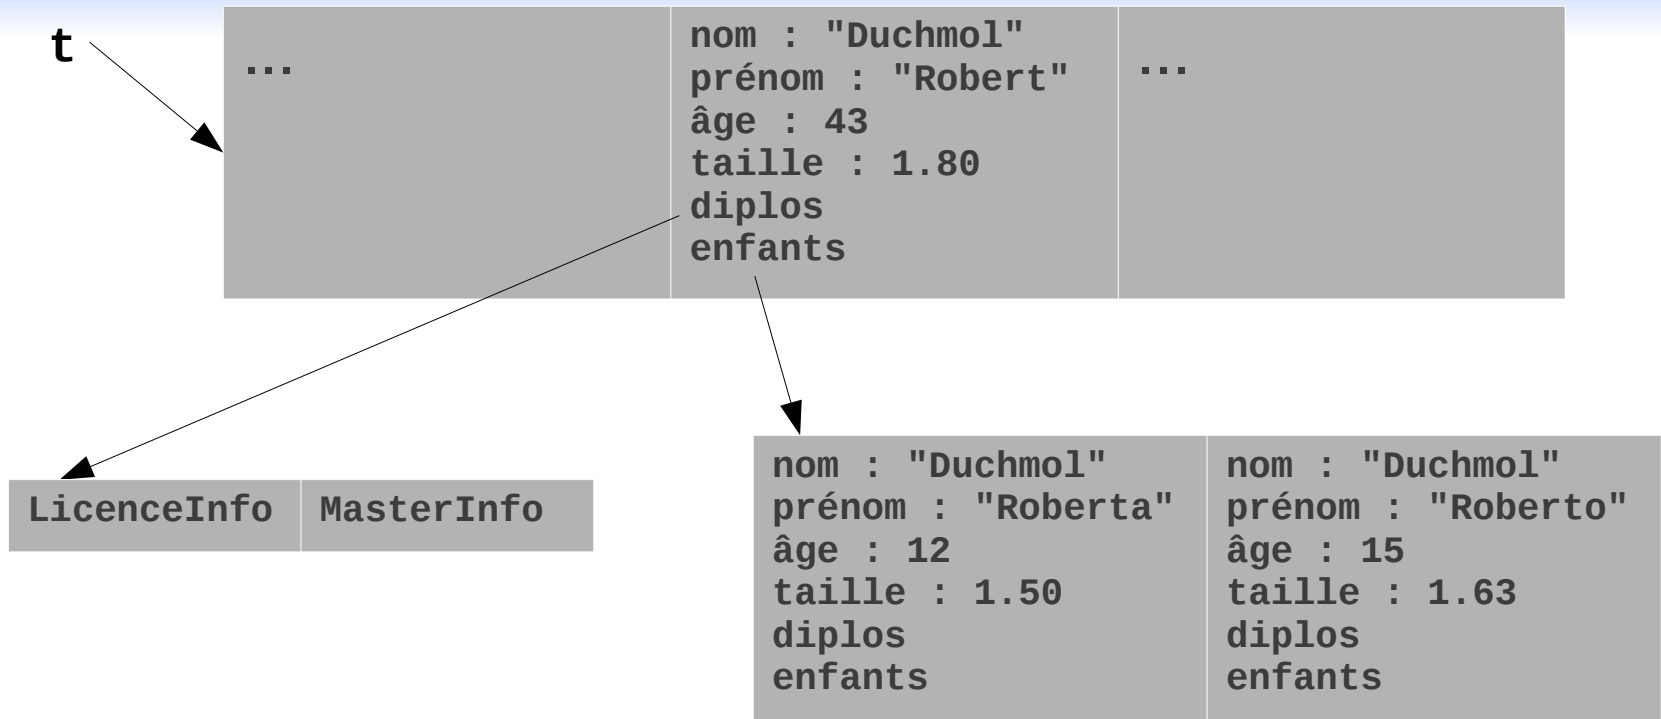 t
...
nom : "Duchmol"
prénom : "Robert"
âge : 43
taille : 1.80
diplos
enfants
...
LicenceInfo
MasterInfo
nom : "Duchmol"
prénom : "Roberta"
âge : 12
taille : 1.50
diplos
enfants
nom : "Duchmol"
prénom : "Roberto"
âge : 15
taille : 1.63
diplos
enfants